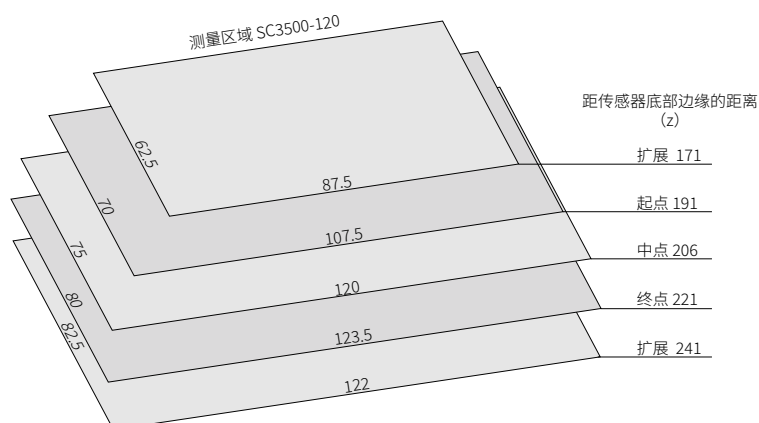 测量区域 SC3500-120
距传感器底部边缘的距离
（z）
62.5
87.5
扩展 171
70
107.5
起点 191
75
120
中点 206
80
123.5
终点 221
82.5
122
扩展 241